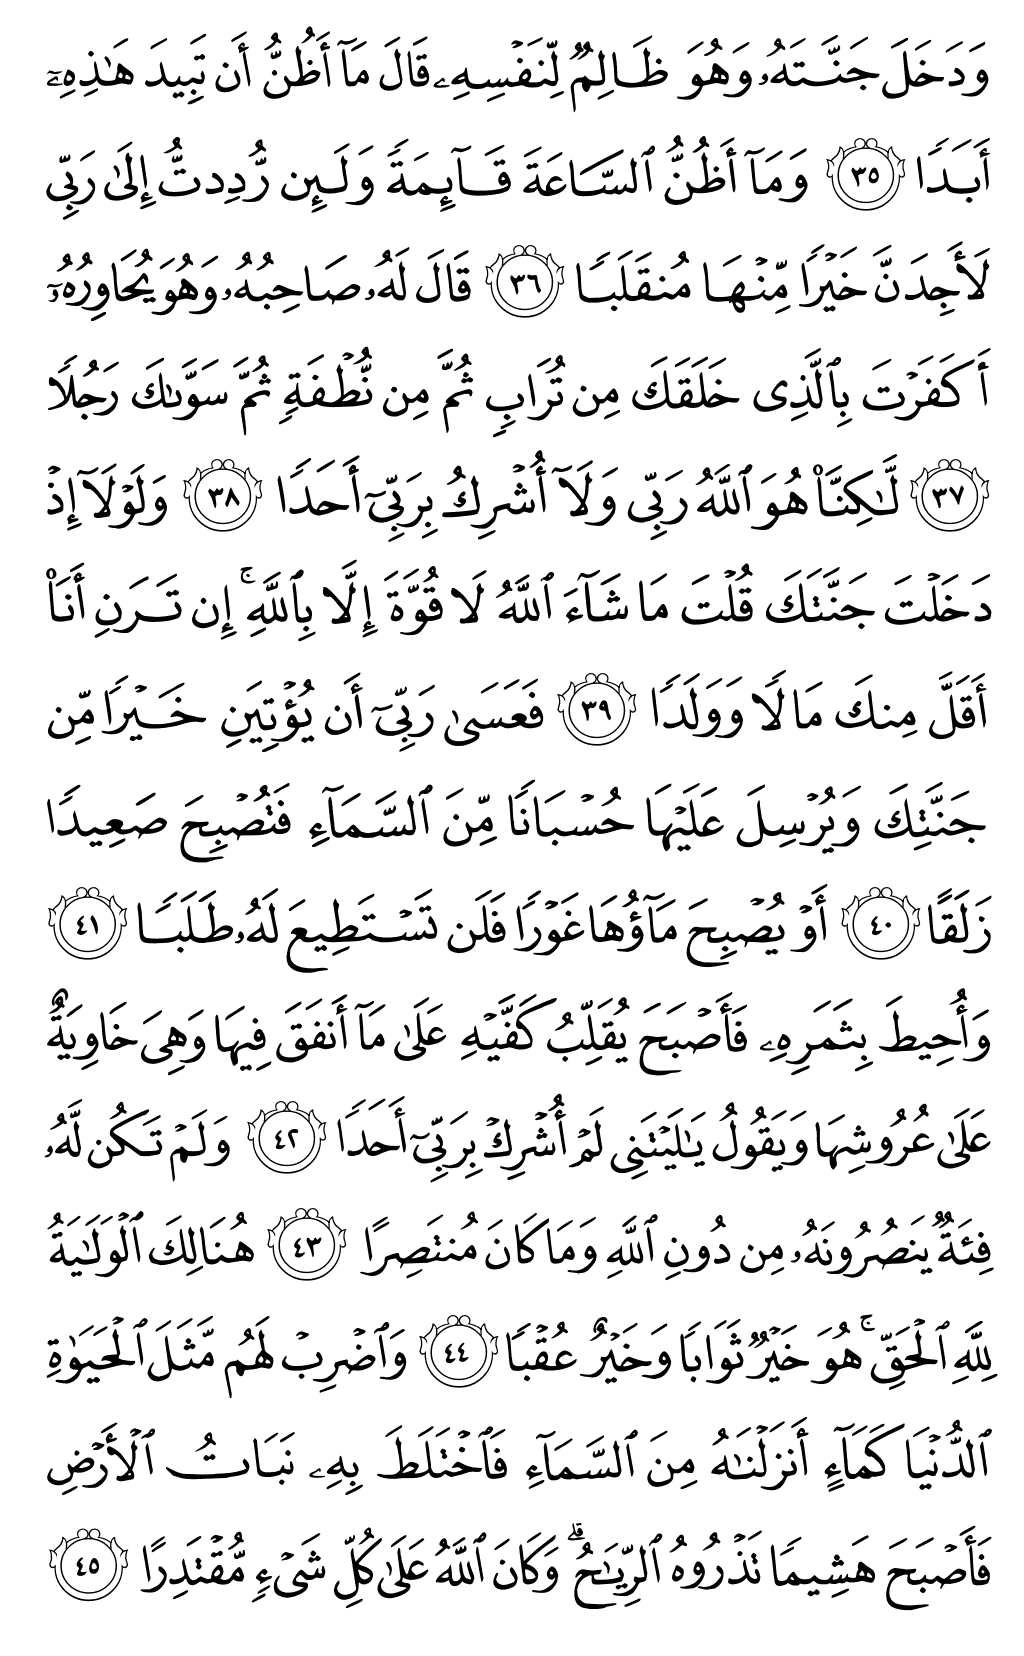 وَدَخَلَ جَنَّتَهُۥ وَهُوَ ظَالِمٌ لِّنَفْسِهِۦ قَالَ مَآ أَظُنُّ أَن تَبِيدَ هَٰذِهِۦٓ
أَبَدًا ٣٥ وَمَآ أَظُنُّ ٱلسَّاعَةَ قَآئِمَةً وَلَئِن رُّدِدتُّ إِلَىٰ رَبِّى
لَأَجِدَنَّ خَيْرًا مِّنْهَا مُنقَلَبًا ٣٦ قَالَ لَهُۥ صَاحِبُهُۥ وَهُوَ يُحَاوِرُهُۥٓ
أَكَفَرْتَ بِٱلَّذِى خَلَقَكَ مِن تُرَابٍ ثُمَّ مِن نُّطْفَةٍ ثُمَّ سَوَّىٰكَ رَجُلًا
٣٧ لَّٰكِنَّا۠ هُوَ ٱللَّهُ رَبِّى وَلَآ أُشْرِكُ بِرَبِّىٓ أَحَدًا ٣٨ وَلَوْلَآ إِذْ
دَخَلْتَ جَنَّتَكَ قُلْتَ مَا شَآءَ ٱللَّهُ لَا قُوَّةَ إِلَّا بِٱللَّهِ ۚ إِن تَرَنِ أَنَا۠
أَقَلَّ مِنكَ مَالًا وَوَلَدًا ٣٩ فَعَسَىٰ رَبِّىٓ أَن يُؤْتِيَنِ خَيْرًا مِّن
جَنَّتِكَ وَيُرْسِلَ عَلَيْهَا حُسْبَانًا مِّنَ ٱلسَّمَآءِ فَتُصْبِحَ صَعِيدًا
زَلَقًا ٤٠ أَوْ يُصْبِحَ مَآؤُهَا غَوْرًا فَلَن تَسْتَطِيعَ لَهُۥ طَلَبًا ٤١
وَأُحِيطَ بِثَمَرِهِۦ فَأَصْبَحَ يُقَلِّبُ كَفَّيْهِ عَلَىٰ مَآ أَنفَقَ فِيهَا وَهِىَ خَاوِيَةٌ
عَلَىٰ عُرُوشِهَا وَيَقُولُ يَٰلَيْتَنِى لَمْ أُشْرِكْ بِرَبِّىٓ أَحَدًا ٤٢ وَلَمْ تَكُن لَّهُۥ
فِئَةٌ يَنصُرُونَهُۥ مِن دُونِ ٱللَّهِ وَمَا كَانَ مُنتَصِرًا ٤٣ هُنَالِكَ ٱلْوَلَٰيَةُ
لِلَّهِ ٱلْحَقِّ ۚ هُوَ خَيْرٌ ثَوَابًا وَخَيْرٌ عُقْبًا ٤٤ وَٱضْرِبْ لَهُم مَّثَلَ ٱلْحَيَوٰةِ
ٱلدُّنْيَا كَمَآءٍ أَنزَلْنَٰهُ مِنَ ٱلسَّمَآءِ فَٱخْتَلَطَ بِهِۦ نَبَاتُ ٱلْأَرْضِ
فَأَصْبَحَ هَشِيمًا تَذْرُوهُ ٱلرِّيَٰحُ ۗ وَكَانَ ٱللَّهُ عَلَىٰ كُلِّ شَىْءٍ مُّقْتَدِرًا ٤٥